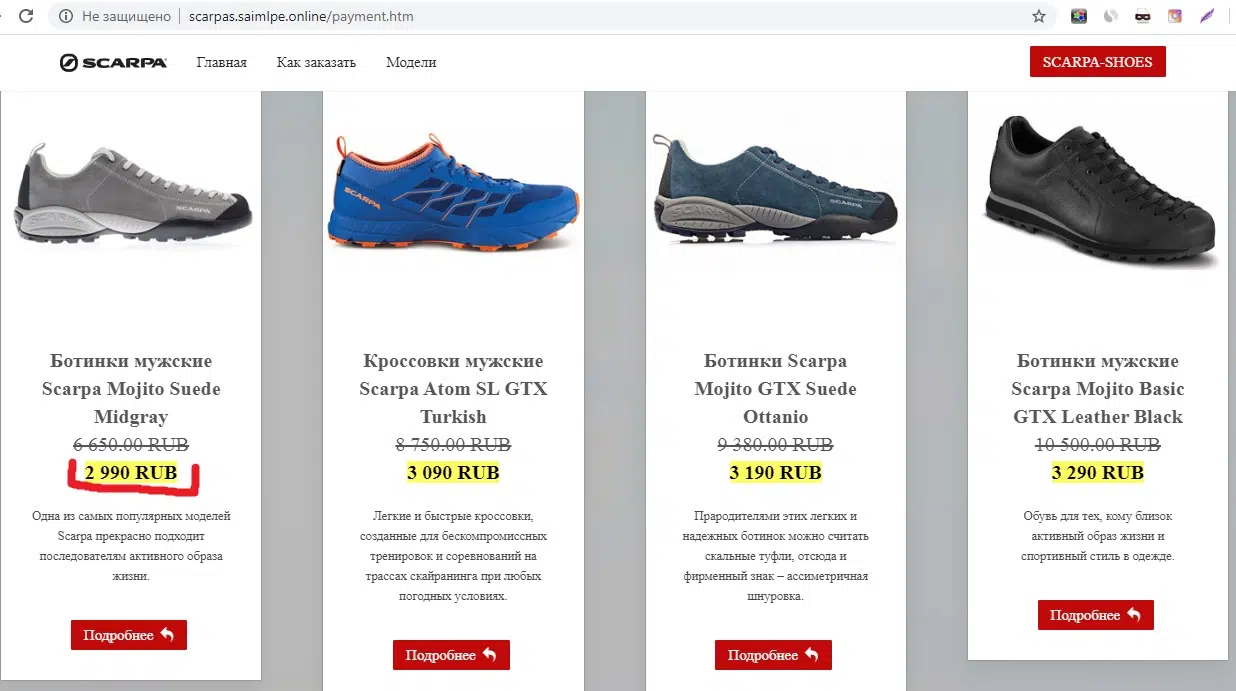 Не защищено
scarpas.saimlpe.online/payment.htm
SCARPA
Главная
Как заказать
Модели
SCARPA-SHOES
Ботинки мужские
Scarpa Mojito Suede
Midgray
6 650.00 RUB
2 990 RUB
Одна из самых популярных моделей
Scarpa прекрасно подходит
последователям активного образа
жизни.
Подробнее
Кроссовки мужские
Scarpa Atom SL GTX
Turkish
8 750.00 RUB
3 090 RUB
Легкие и быстрые кроссовки,
созданные для бескомпромиссных
тренировок и соревнований на
трассах скайранинга при любых
погодных условиях.
Подробнее
Ботинки Scarpa
Mojito GTX Suede
Ottanio
9 380.00 RUB
3 190 RUB
Прародителями этих легких и
надежных ботинок можно считать
скальные туфли, отсюда и
фирменный знак – ассиметричная
шнуровка.
Подробнее
Ботинки мужские
Scarpa Mojito Basic
GTX Leather Black
10 500.00 RUB
3 290 RUB
Обувь для тех, кому близок
активный образ жизни и
спортивный стиль в одежде.
Подробнее